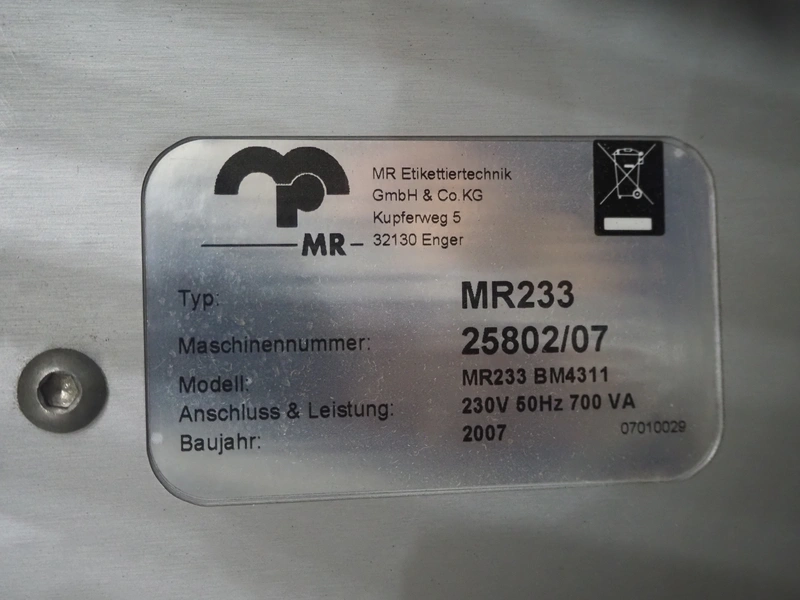 MR Etikettiertechnik
GmbH & Co.KG
Kupferweg 5
32130 Enger
MR
Typ: MR233
Maschinennummer: 25802/07
Modell: MR233 BM4311
Anschluss & Leistung: 230V 50Hz 700 VA
Baujahr: 2007
07010029